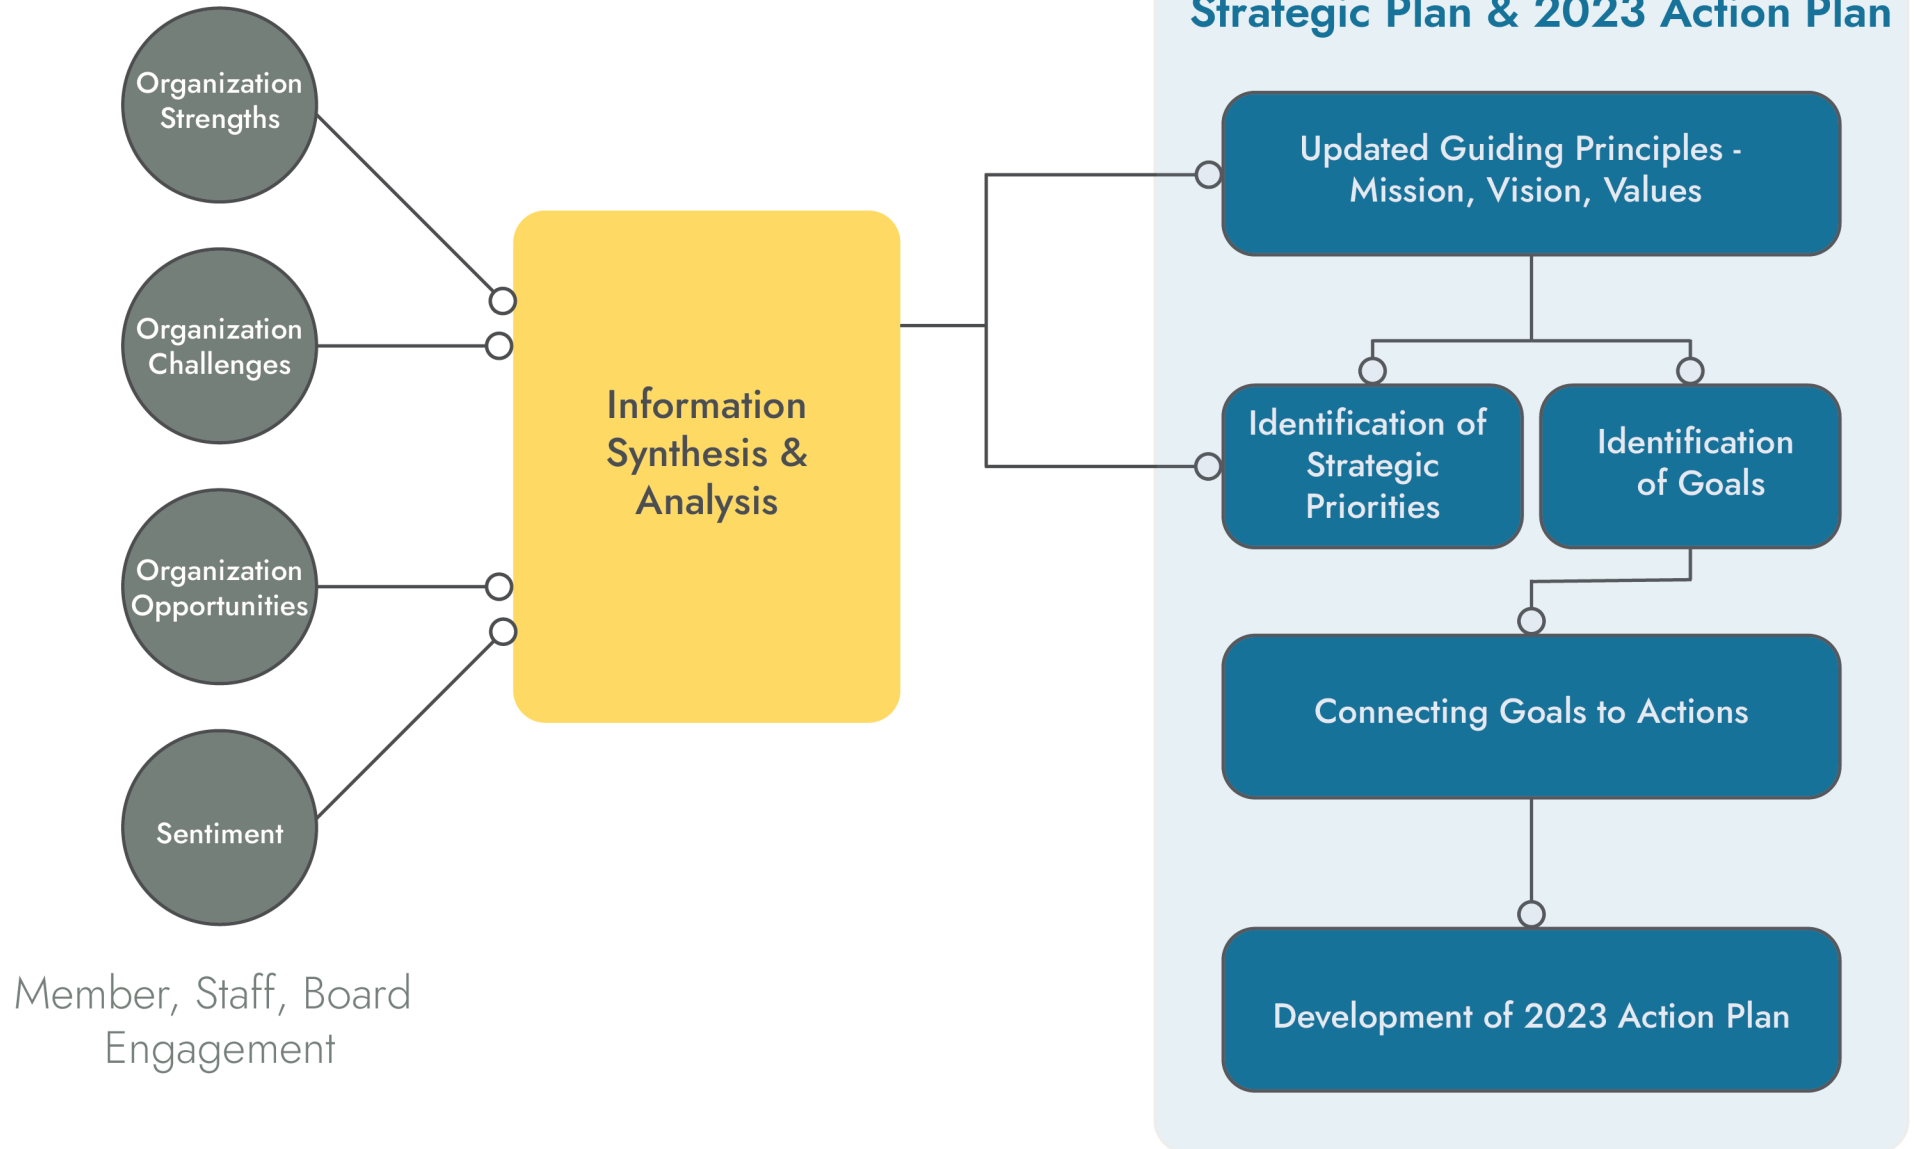 Strategic Plan & 2023 Action Plan
Organization
Strengths
Organization
Challenges
Organization
Opportunities
Sentiment
Member, Staff, Board
Engagement
Information
Synthesis &
Analysis
Updated Guiding Principles -
Mission, Vision, Values
Identification of
Strategic
Priorities
Identification
of Goals
Connecting Goals to Actions
Development of 2023 Action Plan